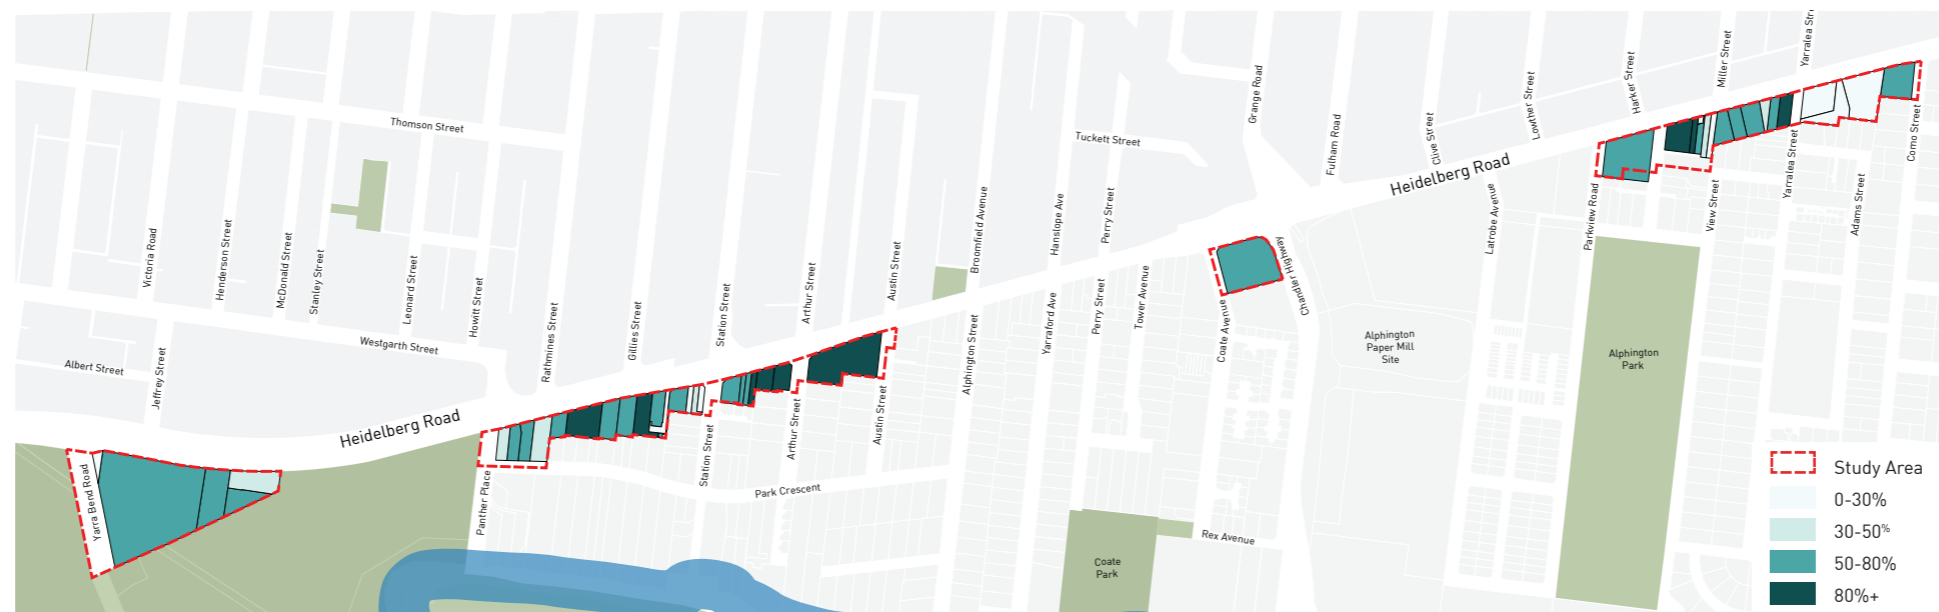 Thomson Street
Victoria Road
Henderson Street
McDonald Street
Stanley Street
Leonard Street
Howitt Street
Westgarth Street
Albert Street
Jeffrey Street
Rathmines Street
Gillies Street
Station Street
Arthur Street
Austin Street
Broomfield Avenue
Hanslope Ave
Perry Street
Tuckett Street
Grange Road
Fulham Road
Clive Street
Lowther Street
Harker Street
Miller Street
Yarralea Str
Heidelberg Road
Heidelberg Road
Yarra Bend Road
Panther Place
Station Street
Arthur Street
Austin Street
Park Crescent
Alphington Street
Yarraford Ave
Perry Street
Tower Avenue
Coate Avenue
Chandler Highway
Latrobe Avenue
Parkview Road
View Street
Yarralea Street
Adams Street
Como Street
Alphington
Paper Mill
Site
Alphington
Park
Rex Avenue
Coate
Park
Study Area
0-30%
30-50%
50-80%
80%+